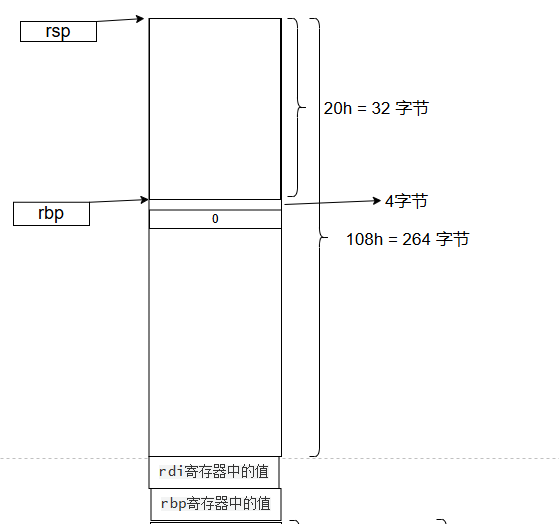 rsp
20h = 32 字节
rbp
4字节
0
108h = 264 字节
rdi寄存器中的值
rbp寄存器中的值